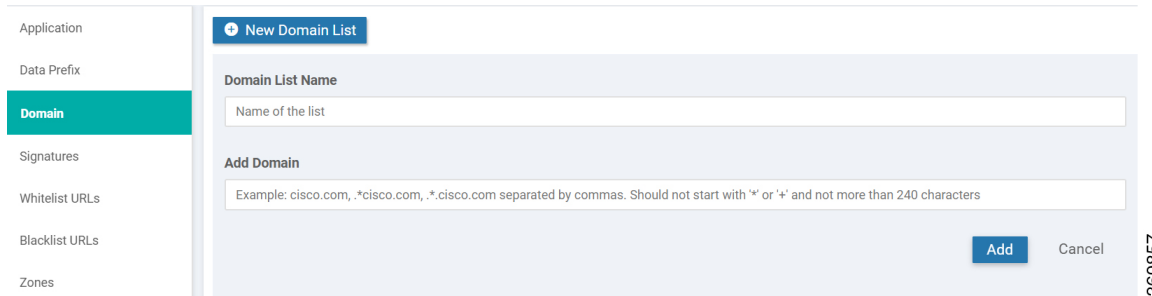 Application
Data Prefix
Domain
Signatures
Whitelist URLs
Blacklist URLs
Zones
New Domain List
Domain List Name
Name of the list
Add Domain
Example: cisco.com, .*cisco.com, .*.cisco.com separated by commas. Should not start with '*' or '+' and not more than 240 characters
Add Cancel